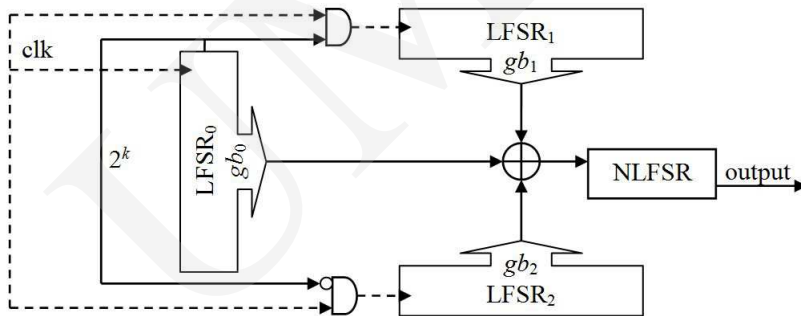 LFSR₁
gb₁
clk
2ᵏ
LFSR₀
gb₀
NLFSR
output
gb₂
LFSR₂